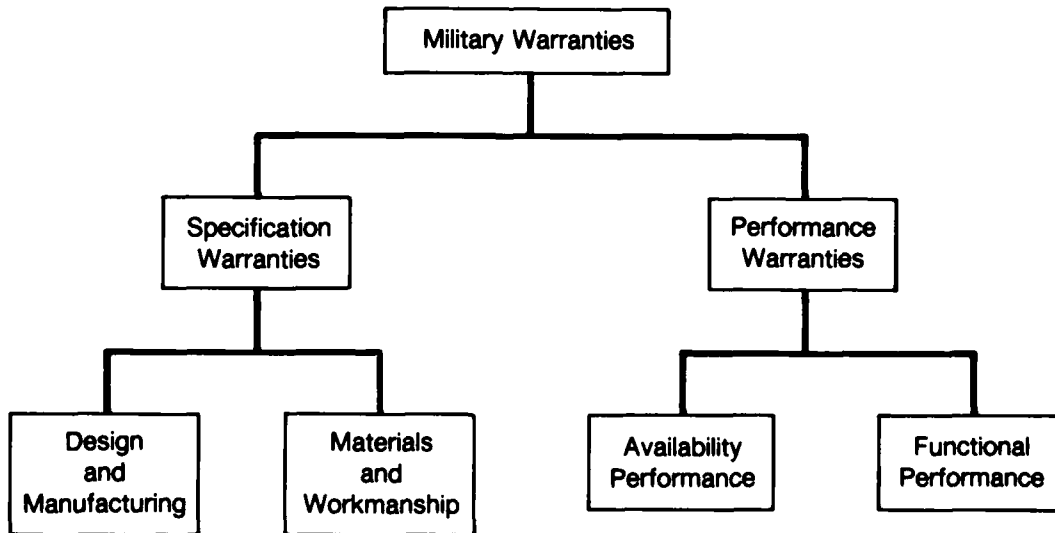 Military Warranties
Specification
Warranties
Performance
Warranties
Design
and
Manufacturing
Materials
and
Workmanship
Availability
Performance
Functional
Performance